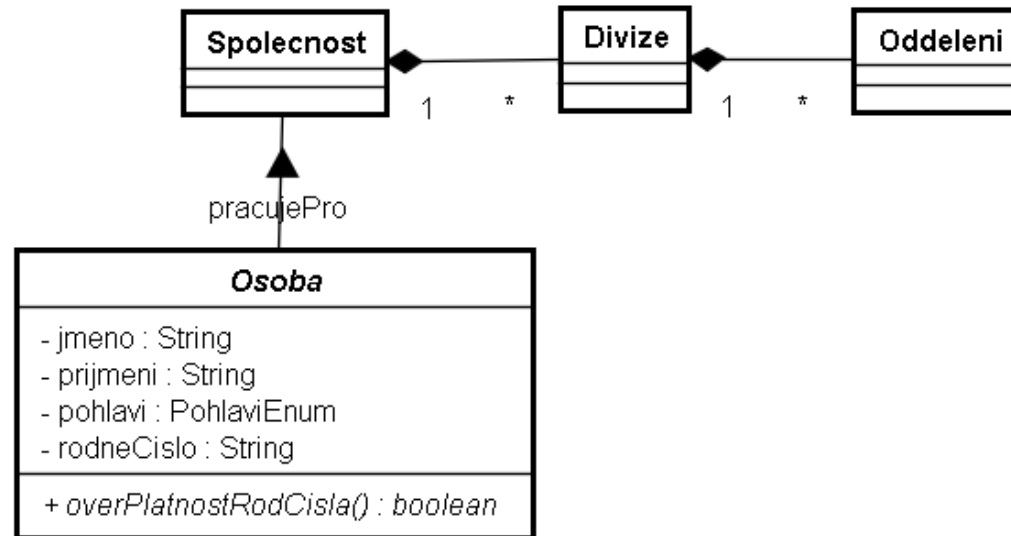 Spolecnost
Divize
Oddeleni
1 *
1 *
pracujePro
Osoba
- jmeno : String
- prijmeni : String
- pohlavi : PohlaviEnum
- rodneCislo : String
+ overPlatnostRodCisla() : boolean